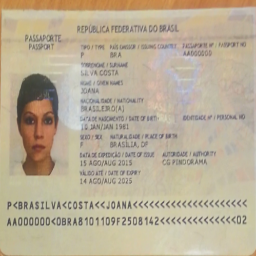 REPÚBLICA FEDERATIVA DO BRASIL
PASSAPORTE
PASSPORT
TIPO / TYPE PAÍS EMISSOR / ISSUING COUNTRY PASSAPORTE Nº / PASSPORT NO
P BRA AA000000
SOBRENOME / SURNAME
SILVA COSTA
NOME / GIVEN NAMES
JOANA
NACIONALIDADE / NATIONALITY
BRASILEIRO(A)
DATA DE NASCIMENTO / DATE OF BIRTH IDENTIDADE Nº / PERSONAL NO
10 JAN/JAN 1981
SEXO / SEX NATURALIDADE / PLACE OF BIRTH
F BRASÍLIA, DF
DATA DE EXPEDIÇÃO / DATE OF ISSUE AUTORIDADE / AUTHORITY
15 AGO/AUG 2015 CG PINDORAMA
VÁLIDO ATÉ / DATE OF EXPIRY
14 AGO/AUG 2025
P<BRASILVA<COSTA<<JOANA<<<<<<<<<<<<<<<<<<<<<
AA000000<0BRA8101109F2508142<<<<<<<<<<<<<<02